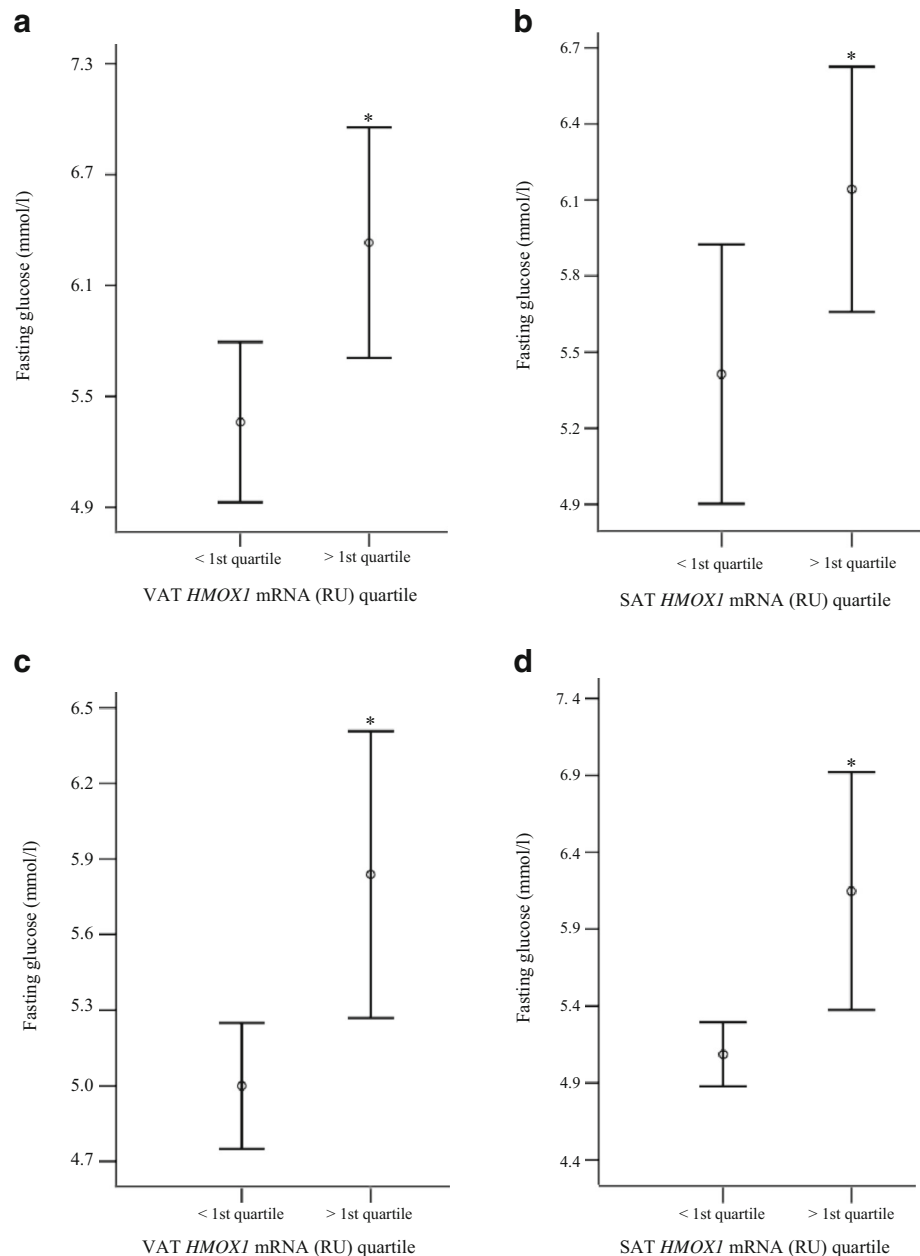 a
7.3
6.7
6.1
5.5
4.9
Fasting glucose (mmol/l)
*
< 1st quartile
> 1st quartile
VAT HMOX1 mRNA (RU) quartile
b
6.7
6.4
6.1
5.8
5.5
5.2
4.9
Fasting glucose (mmol/l)
*
< 1st quartile
> 1st quartile
SAT HMOX1 mRNA (RU) quartile
c
6.5
6.2
5.9
5.6
5.3
5.0
4.7
Fasting glucose (mmol/l)
*
< 1st quartile
> 1st quartile
VAT HMOX1 mRNA (RU) quartile
d
7. 4
6.9
6.4
5.9
5.4
4.9
4.4
Fasting glucose (mmol/l)
*
< 1st quartile
> 1st quartile
SAT HMOX1 mRNA (RU) quartile